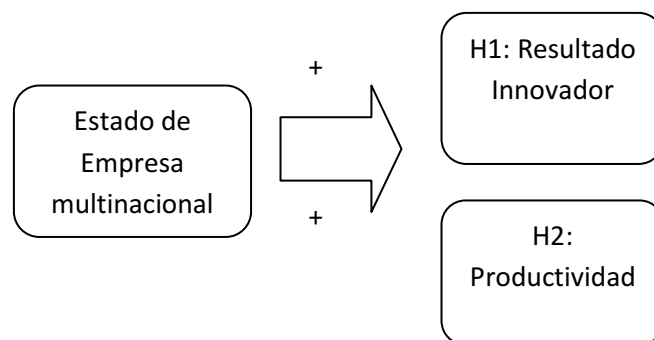 Estado de
Empresa
multinacional
+
+
H1: Resultado
Innovador
H2:
Productividad